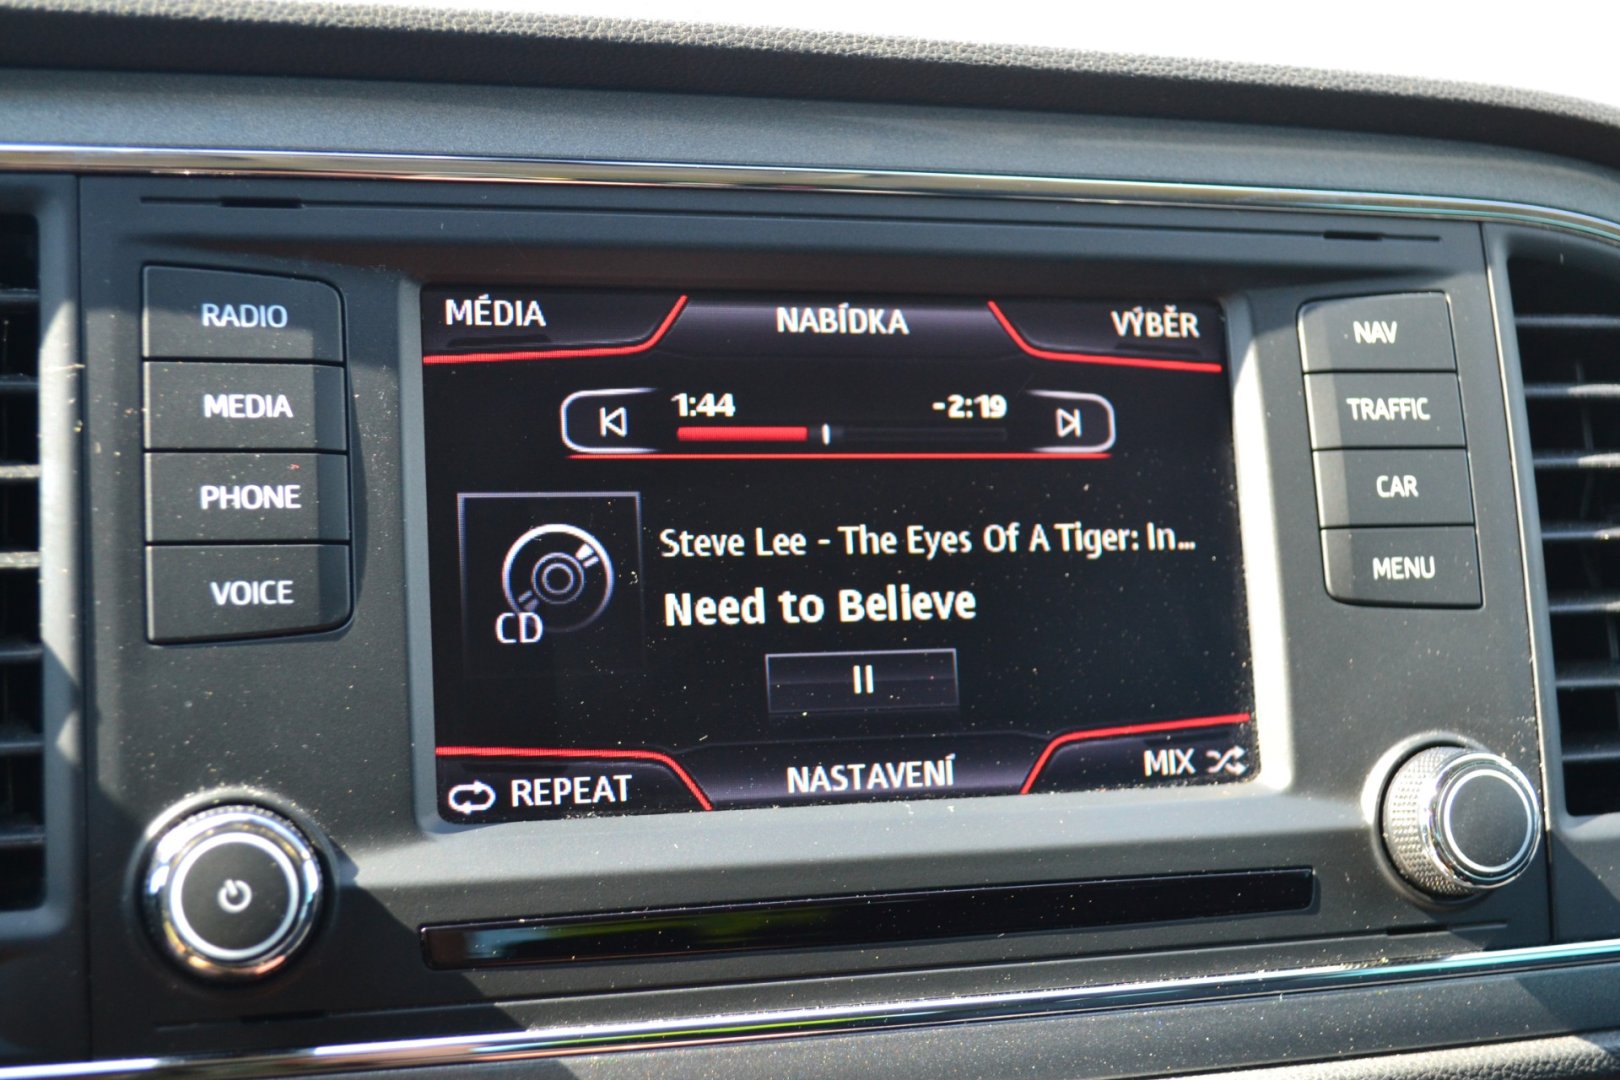 RADIO
MEDIA
PHONE
VOICE
MÉDIA
NABÍDKA
VÝBĚR
1:44
-2:19
Steve Lee - The Eyes Of A Tiger: In...
Need to Believe
CD
REPEAT
NASTAVENÍ
MIX
NAV
TRAFFIC
CAR
MENU